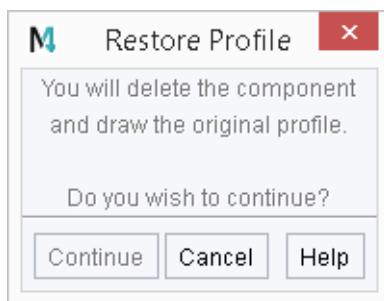 Restore Profile
You will delete the component
and draw the original profile.
Do you wish to continue?
Continue Cancel Help